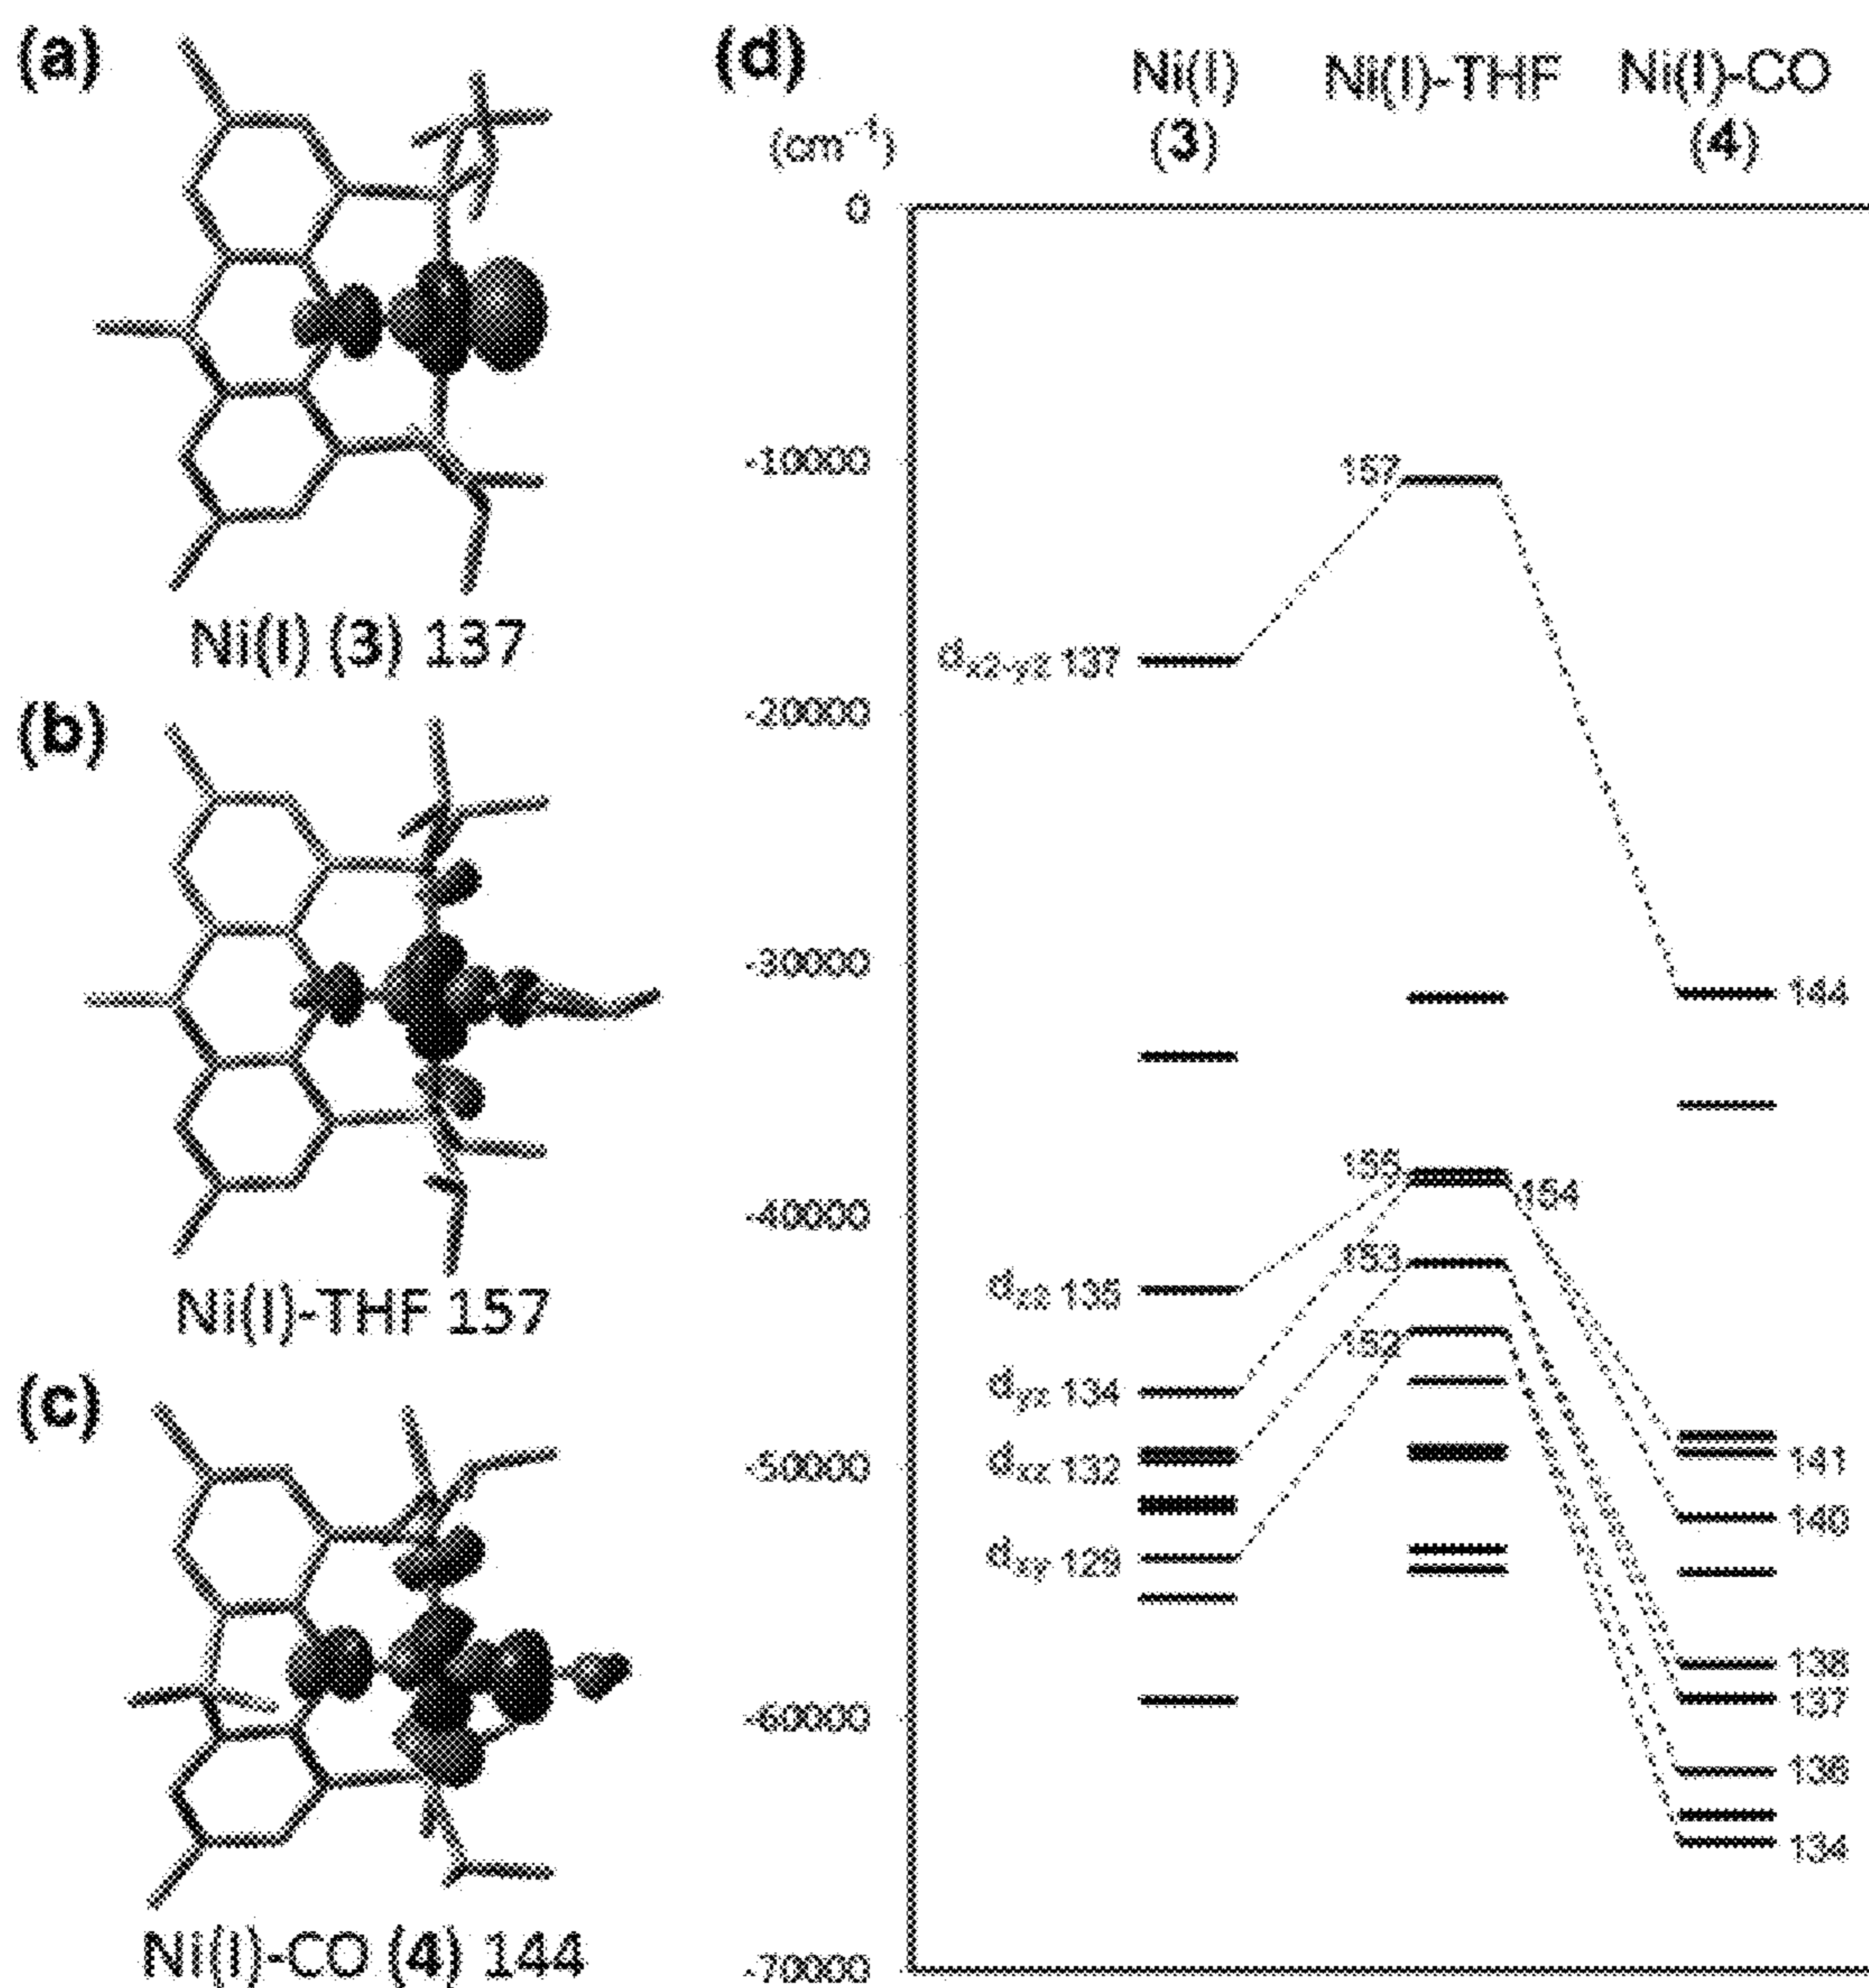 (a)
Ni(I) (3) 137
(b)
Ni(I)-THF 157
(c)
Ni(I)-CO (4) 144
(d)
Ni(I) Ni(I)-THF Ni(I)-CO
(cm⁻¹) (3) (4)
0
-10000
157
dx2-y2 137
-20000
-30000
144
155
154
-40000
153
dz2 135
152
dyz 134
141
-50000
dxz 132
140
dxy 129
138
137
-60000
136
134
-70000